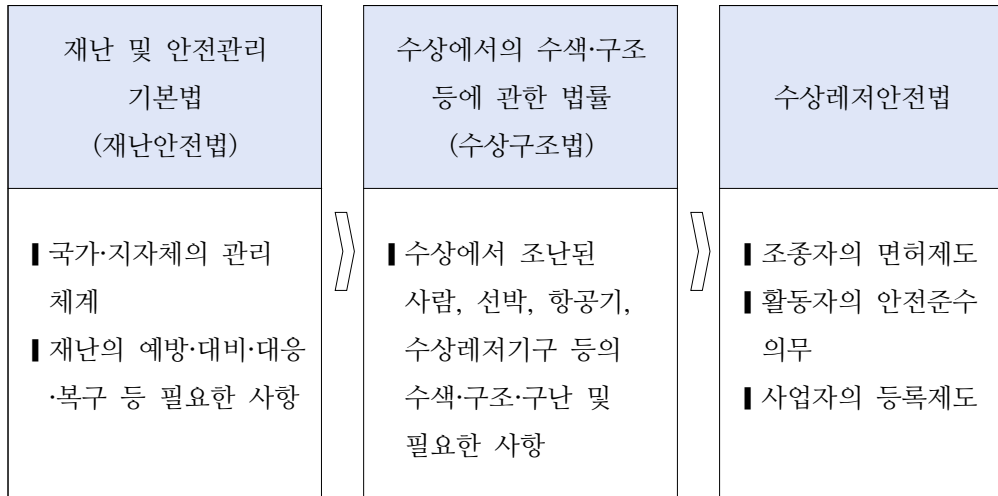 재난 및 안전관리
기본법
(재난안전법)
▌국가·지자체의 관리
체계
▌재난의 예방·대비·대응
·복구 등 필요한 사항
수상에서의 수색·구조
등에 관한 법률
(수상구조법)
▌수상에서 조난된
사람, 선박, 항공기,
수상레저기구 등의
수색·구조·구난 및
필요한 사항
수상레저안전법
▌조종자의 면허제도
▌활동자의 안전준수
의무
▌사업자의 등록제도